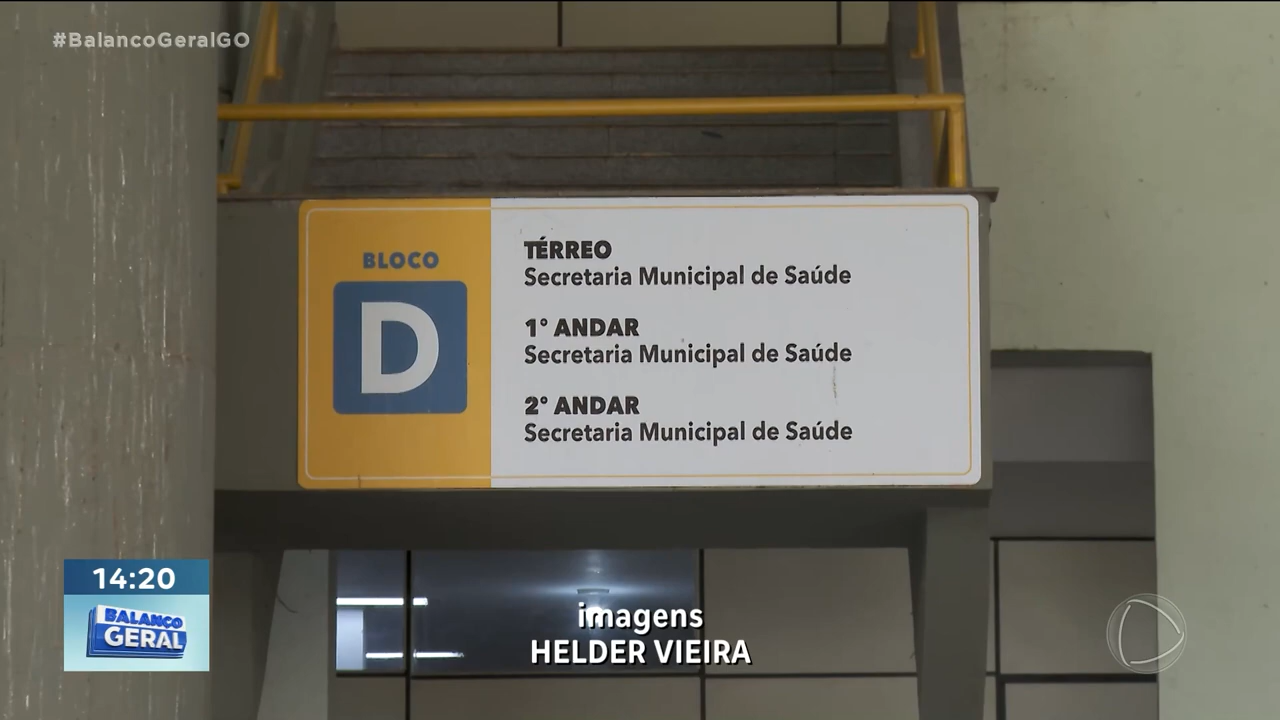 #BalancoGeralGO
BLOCO
D
TÉRREO
Secretaria Municipal de Saúde
1° ANDAR
Secretaria Municipal de Saúde
2° ANDAR
Secretaria Municipal de Saúde
14:20
BALANÇO
GERAL
imagens
HELDER VIEIRA